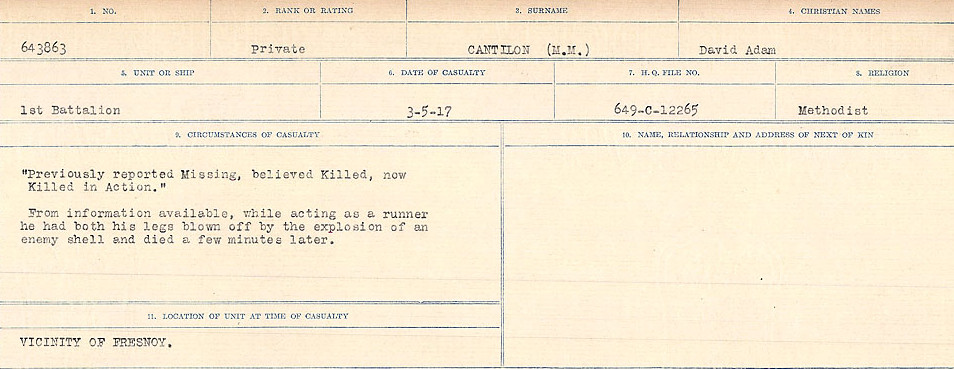 1. NO. 2. RANK OR RATING 3. SURNAME 4. CHRISTIAN NAMES
643863 Private CANTILON (M.M.) David Adam
5. UNIT OR SHIP 6. DATE OF CASUALTY 7. H.Q. FILE NO. 8. RELIGION
1st Battalion 3-5-17 649-C-12265 Methodist
9. CIRCUMSTANCES OF CASUALTY 10. NAME, RELATIONSHIP AND ADDRESS OF NEXT OF KIN
"Previously reported Missing, believed Killed, now
Killed in Action."
From information available, while acting as a runner
he had both his legs blown off by the explosion of an
enemy shell and died a few minutes later.
11. LOCATION OF UNIT AT TIME OF CASUALTY
VICINITY OF FRESNOY.